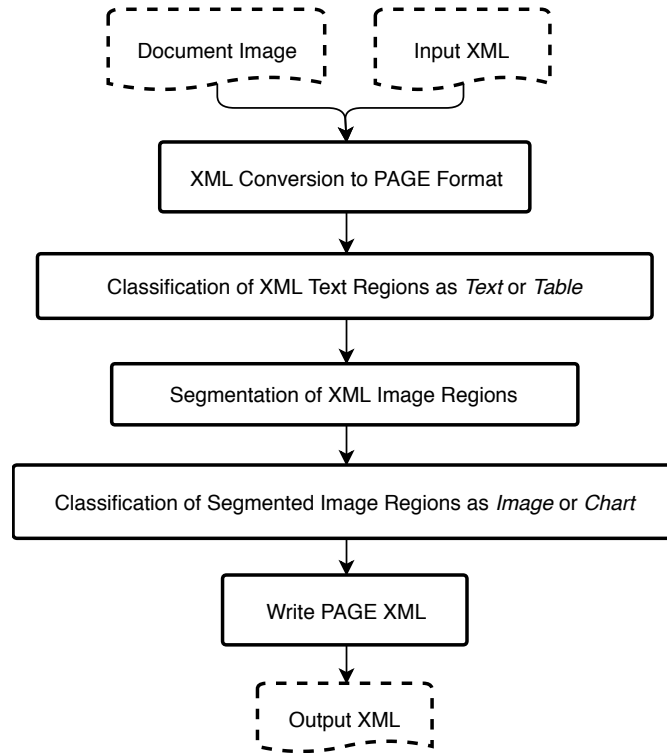 Document Image
Input XML
XML Conversion to PAGE Format
Classification of XML Text Regions as Text or Table
Segmentation of XML Image Regions
Classification of Segmented Image Regions as Image or Chart
Write PAGE XML
Output XML